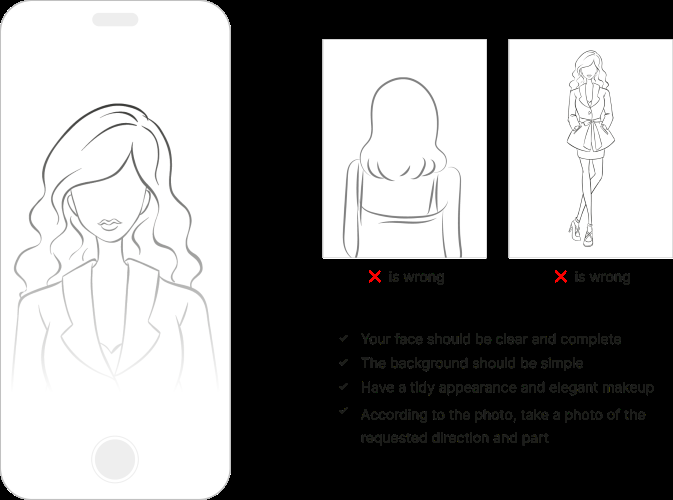 is wrong
is wrong
Your face should be clear and complete
The background should be simple
Have a tidy appearance and elegant makeup
According to the photo, take a photo of the
requested direction and part